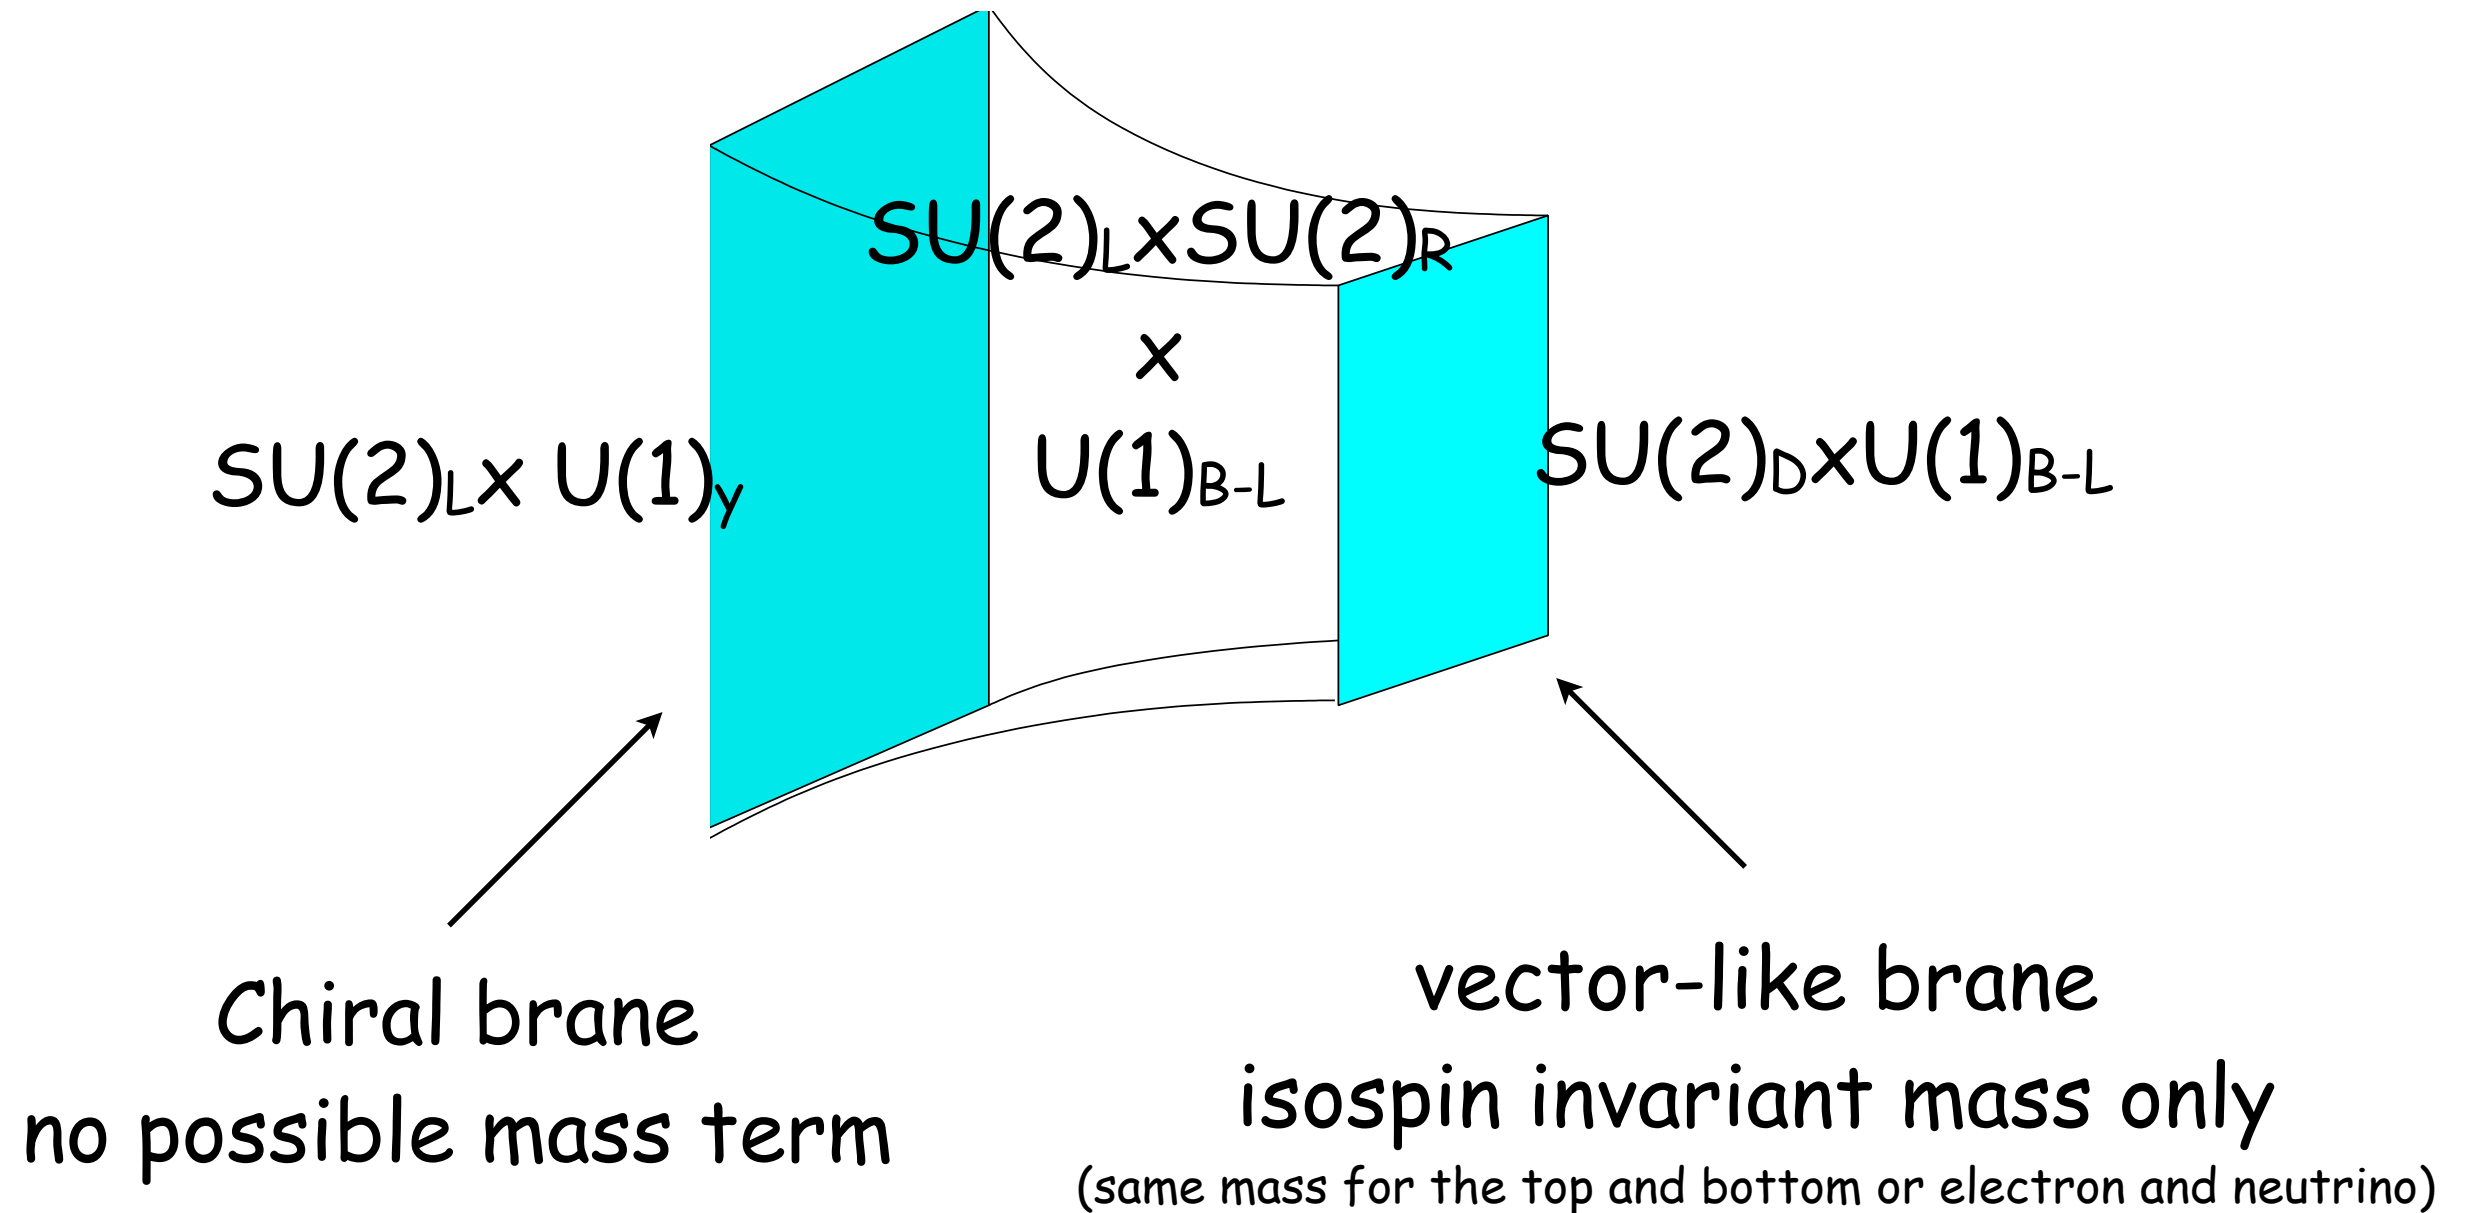 SU(2)LxSU(2)R
x
U(1)B-L
SU(2)Lx U(1)y
SU(2)DxU(1)B-L
Chiral brane
no possible mass term
vector-like brane
isospin invariant mass only
(same mass for the top and bottom or electron and neutrino)